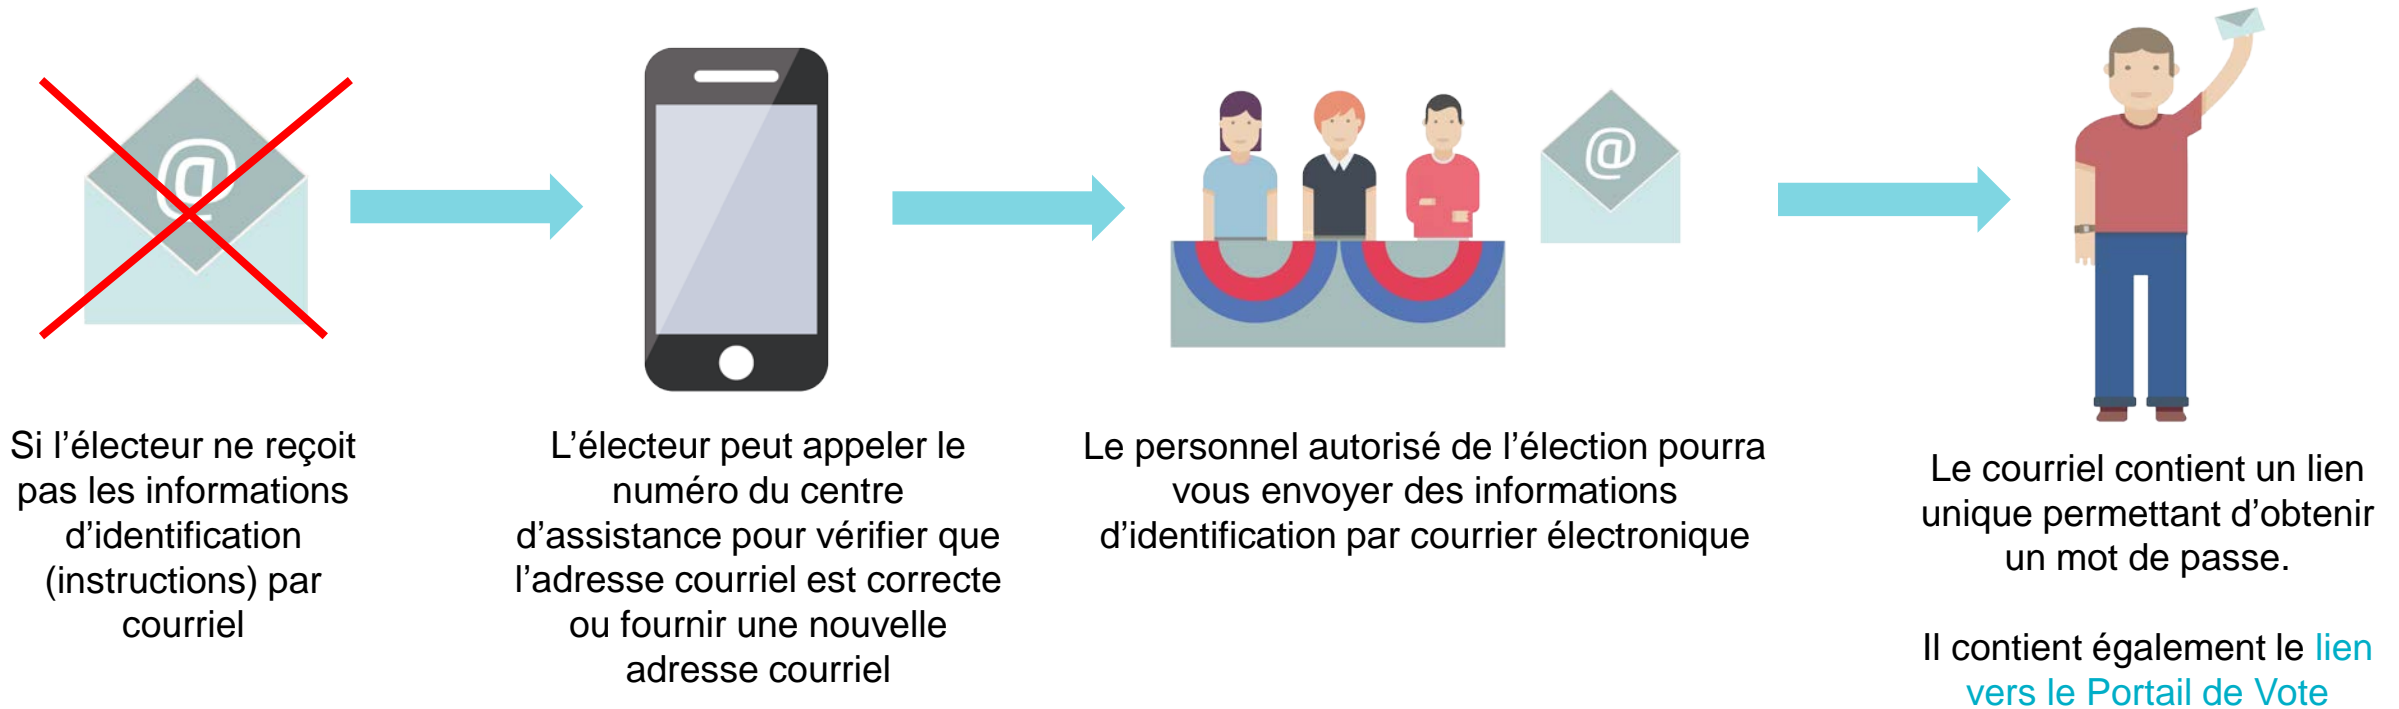 @
Si l’électeur ne reçoit
pas les informations
d’identification
(instructions) par
courriel
L’électeur peut appeler le
numéro du centre
d’assistance pour vérifier que
l’adresse courriel est correcte
ou fournir une nouvelle
adresse courriel
@
Le personnel autorisé de l’élection pourra
vous envoyer des informations
d’identification par courrier électronique
Le courriel contient un lien
unique permettant d’obtenir
un mot de passe.
Il contient également le lien
vers le Portail de Vote